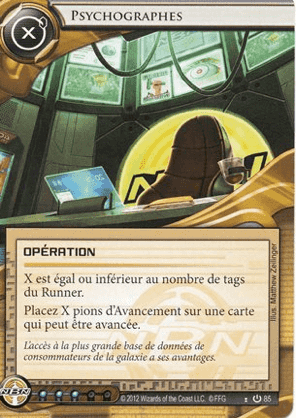 PSYCHOGRAPHES
X
OPÉRATION
X est égal ou inférieur au nombre de tags
du Runner.
Placez X pions d'Avancement sur une carte
qui peut être avancée.
L'accès à la plus grande base de données de
consommateurs de la galaxie a ses avantages.
Illus. Matthew Zeilinger
NBN
© 2012 Wizards of the Coast LLC. ©FFG
85